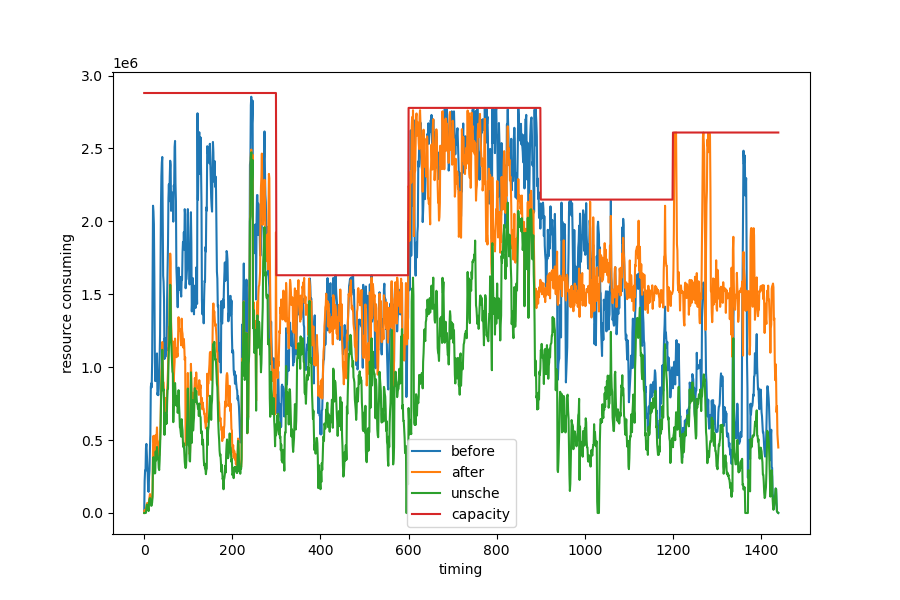 1e6
3.0
2.5
2.0
1.5
1.0
0.5
0.0
resource consuming
before
after
unsche
capacity
0 200 400 600 800 1000 1200 1400
timing